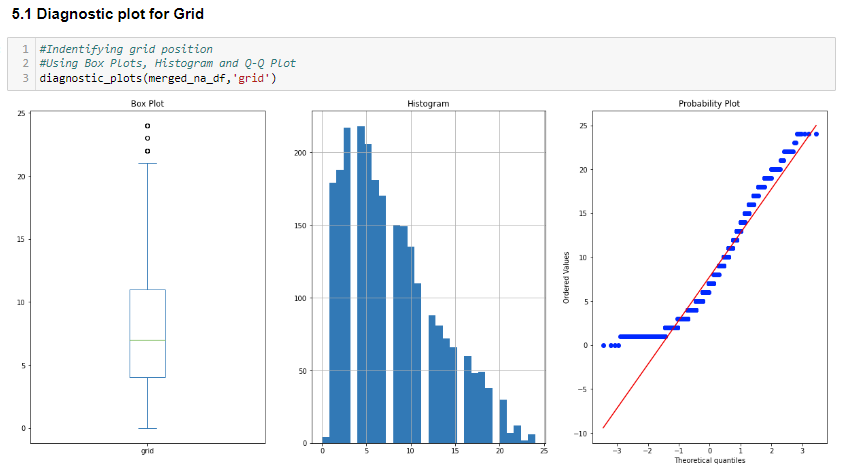 5.1 Diagnostic plot for Grid
1 #Indentifying grid position
2 #Using Box Plots, Histogram and Q-Q Plot
3 diagnostic_plots(merged_na_df,'grid')
Box Plot
25
20
15
10
5
0
grid
Histogram
200
150
100
50
0
0 5 10 15 20 25
Probability Plot
Ordered Values
25
20
15
10
5
0
−5
−10
−3 −2 −1 0 1 2 3
Theoretical quantiles